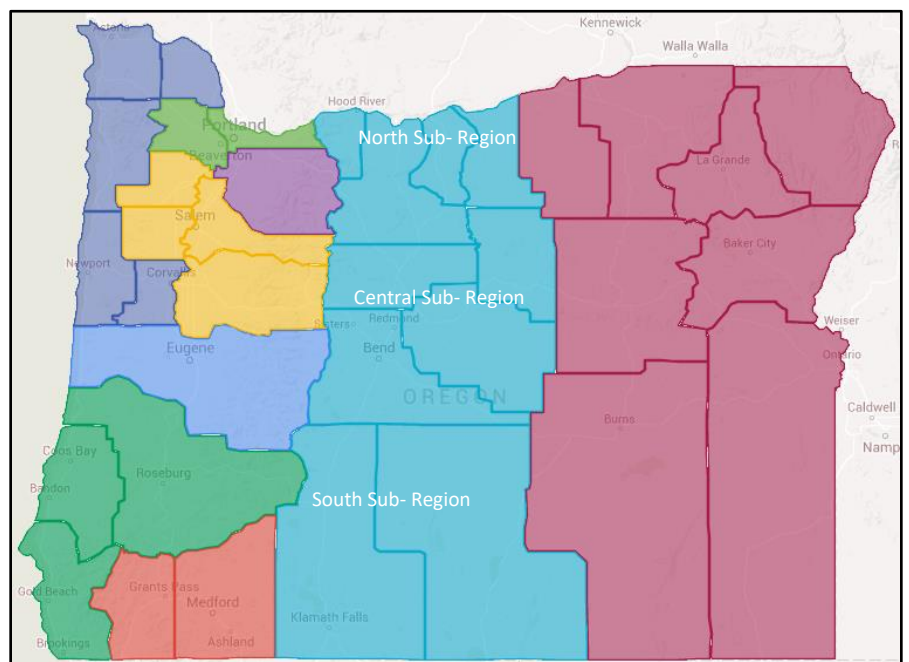 Astoria
Kennewick
Walla Walla
Hood River
Portland
North Sub- Region
Beaverton
La Grande
Salem
Baker City
Newport
Corvallis
Central Sub- Region
Sisters
Redmond
Weiser
Eugene
Bend
Ontario
OREGON
Caldwell
Burns
Namp
Coos Bay
Roseburg
Bandon
South Sub- Region
Gold Beach
Grants Pass
Medford
Klamath Falls
Brookings
Ashland